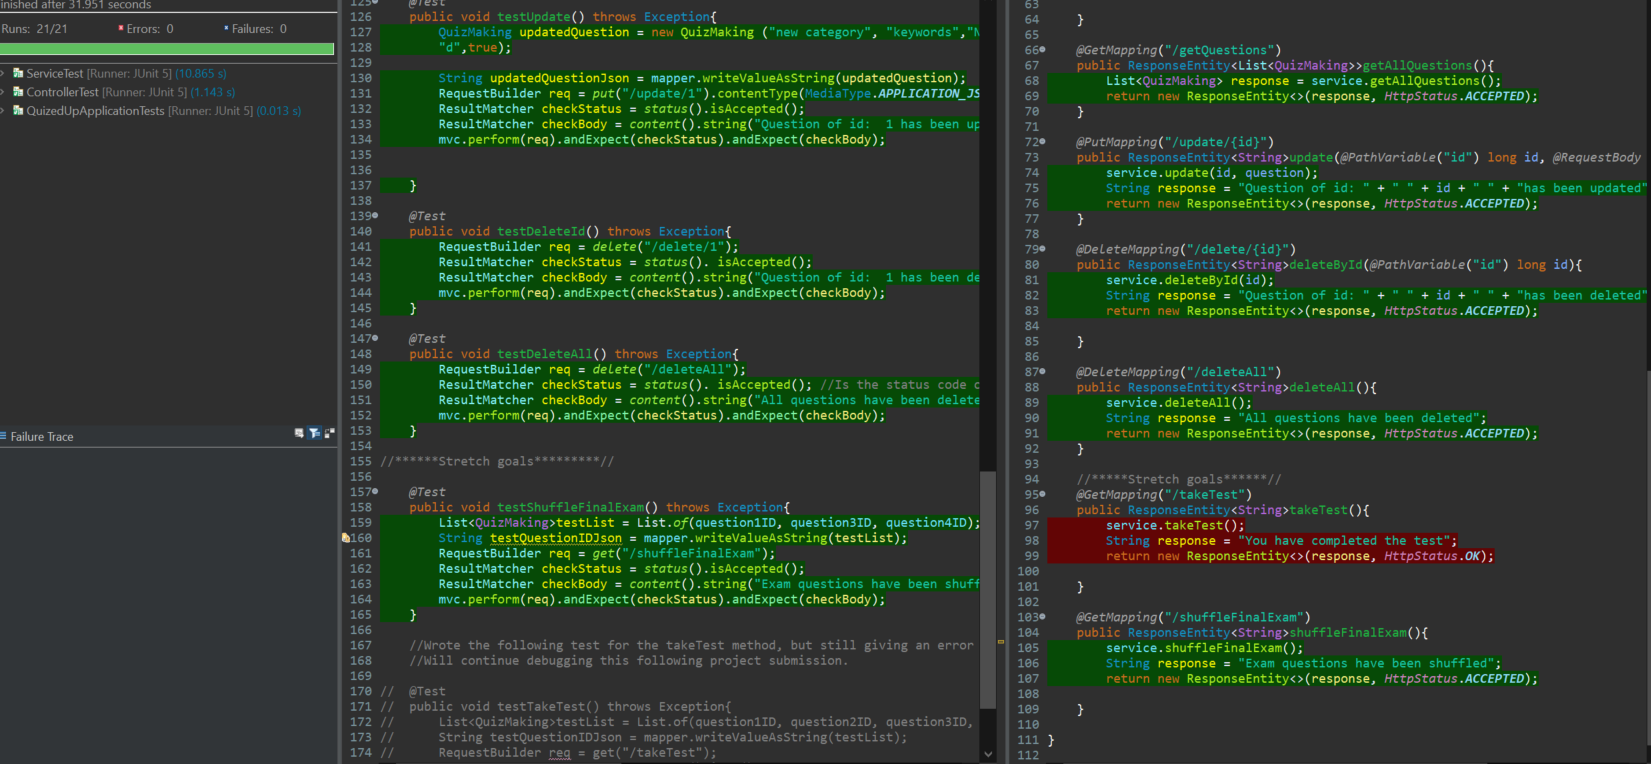 inished after 31.951 seconds
Runs: 21/21 Errors: 0 Failures: 0
ServiceTest [Runner: JUnit 5] (10.865 s)
ControllerTest [Runner: JUnit 5] (1.143 s)
QuizedUpApplicationTests [Runner: JUnit 5] (0.013 s)
Failure Trace
125 @Test
126 public void testUpdate() throws Exception{
127 QuizMaking updatedQuestion = new QuizMaking ("new category", "keywords","N
128 "d",true);
129
130 String updatedQuestionJson = mapper.writeValueAsString(updatedQuestion);
131 RequestBuilder req = put("/update/1").contentType(MediaType.APPLICATION_JS
132 ResultMatcher checkStatus = status().isAccepted();
133 ResultMatcher checkBody = content().string("Question of id:  1 has been up
134 mvc.perform(req).andExpect(checkStatus).andExpect(checkBody);
135
136
137 }
138
139 @Test
140 public void testDeleteId() throws Exception{
141 RequestBuilder req = delete("/delete/1");
142 ResultMatcher checkStatus = status(). isAccepted();
143 ResultMatcher checkBody = content().string("Question of id:  1 has been de
144 mvc.perform(req).andExpect(checkStatus).andExpect(checkBody);
145 }
146
147 @Test
148 public void testDeleteAll() throws Exception{
149 RequestBuilder req = delete("/deleteAll");
150 ResultMatcher checkStatus = status(). isAccepted(); //Is the status code o
151 ResultMatcher checkBody = content().string("All questions have been delete
152 mvc.perform(req).andExpect(checkStatus).andExpect(checkBody);
153 }
154
155 //******Stretch goals*********//
156
157 @Test
158 public void testShuffleFinalExam() throws Exception{
159 List<QuizMaking>testList = List.of(question1ID, question3ID, question4ID);
160 String testQuestionIDJson = mapper.writeValueAsString(testList);
161 RequestBuilder req = get("/shuffleFinalExam");
162 ResultMatcher checkStatus = status().isAccepted();
163 ResultMatcher checkBody = content().string("Exam questions have been shuff
164 mvc.perform(req).andExpect(checkStatus).andExpect(checkBody);
165 }
166
167 //Wrote the following test for the takeTest method, but still giving an error
168 //Will continue debugging this following project submission.
169
170 // @Test
171 // public void testTakeTest() throws Exception{
172 // List<QuizMaking>testList = List.of(question1ID, question2ID, question3ID,
173 // String testQuestionIDJson = mapper.writeValueAsString(testList);
174 // RequestBuilder req = get("/takeTest");
63
64 }
65
66 @GetMapping("/getQuestions")
67 public ResponseEntity<List<QuizMaking>>getAllQuestions(){
68 List<QuizMaking> response = service.getAllQuestions();
69 return new ResponseEntity<>(response, HttpStatus.ACCEPTED);
70 }
71
72 @PutMapping("/update/{id}")
73 public ResponseEntity<String>update(@PathVariable("id") long id, @RequestBody
74 service.update(id, question);
75 String response = "Question of id: " + " " + id + " " + "has been updated"
76 return new ResponseEntity<>(response, HttpStatus.ACCEPTED);
77 }
78
79 @DeleteMapping("/delete/{id}")
80 public ResponseEntity<String>deleteById(@PathVariable("id") long id){
81 service.deleteById(id);
82 String response = "Question of id: " + " " + id + " " + "has been deleted"
83 return new ResponseEntity<>(response, HttpStatus.ACCEPTED);
84
85 }
86
87 @DeleteMapping("/deleteAll")
88 public ResponseEntity<String>deleteAll(){
89 service.deleteAll();
90 String response = "All questions have been deleted";
91 return new ResponseEntity<>(response, HttpStatus.ACCEPTED);
92 }
93
94 //*****Stretch goals******//
95 @GetMapping("/takeTest")
96 public ResponseEntity<String>takeTest(){
97 service.takeTest();
98 String response = "You have completed the test";
99 return new ResponseEntity<>(response, HttpStatus.OK);
100
101 }
102
103 @GetMapping("/shuffleFinalExam")
104 public ResponseEntity<String>shuffleFinalExam(){
105 service.shuffleFinalExam();
106 String response = "Exam questions have been shuffled";
107 return new ResponseEntity<>(response, HttpStatus.ACCEPTED);
108
109 }
110
111 }
112